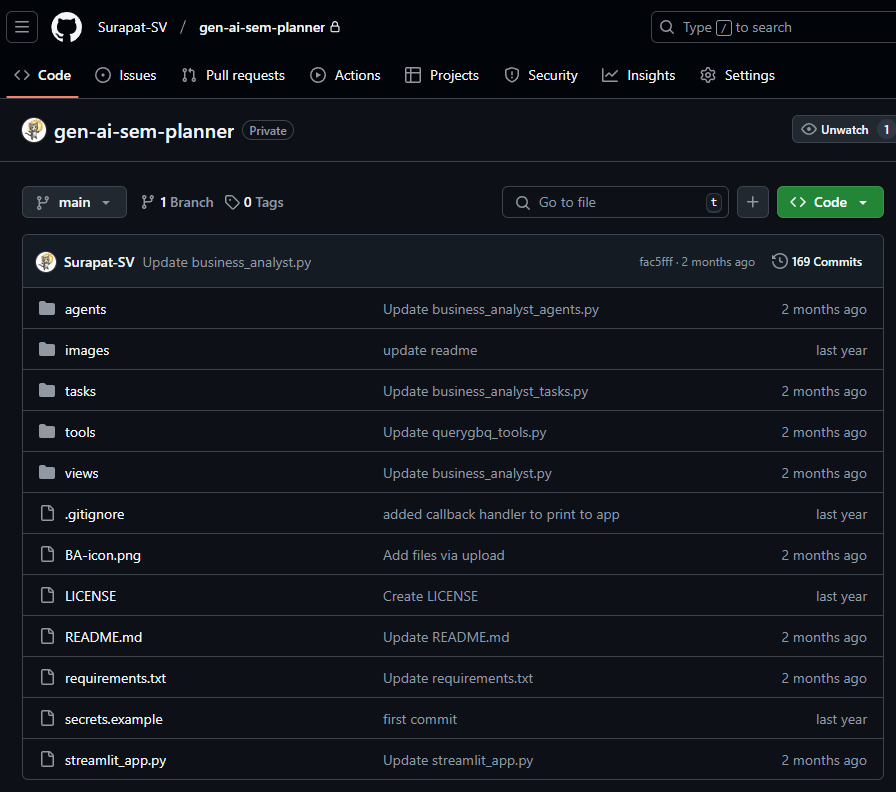 Surapat-SV / gen-ai-sem-planner
Type / to search
Code Issues Pull requests Actions Projects Security Insights Settings
gen-ai-sem-planner Private
Unwatch 1
main 1 Branch 0 Tags
Go to file t
Code
Surapat-SV Update business_analyst.py fac5fff · 2 months ago 169 Commits
agents Update business_analyst_agents.py 2 months ago
images update readme last year
tasks Update business_analyst_tasks.py 2 months ago
tools Update querygbq_tools.py 2 months ago
views Update business_analyst.py 2 months ago
.gitignore added callback handler to print to app last year
BA-icon.png Add files via upload 2 months ago
LICENSE Create LICENSE last year
README.md Update README.md 2 months ago
requirements.txt Update requirements.txt 2 months ago
secrets.example first commit last year
streamlit_app.py Update streamlit_app.py 2 months ago